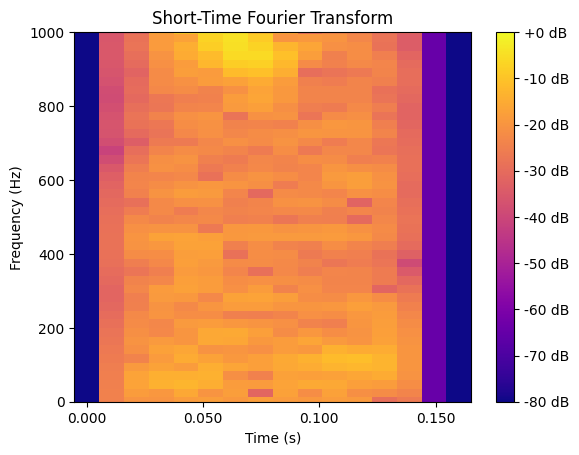 Short-Time Fourier Transform
Frequency (Hz)
1000
800
600
400
200
0
0.000
0.050
0.100
0.150
Time (s)
+0 dB
-10 dB
-20 dB
-30 dB
-40 dB
-50 dB
-60 dB
-70 dB
-80 dB